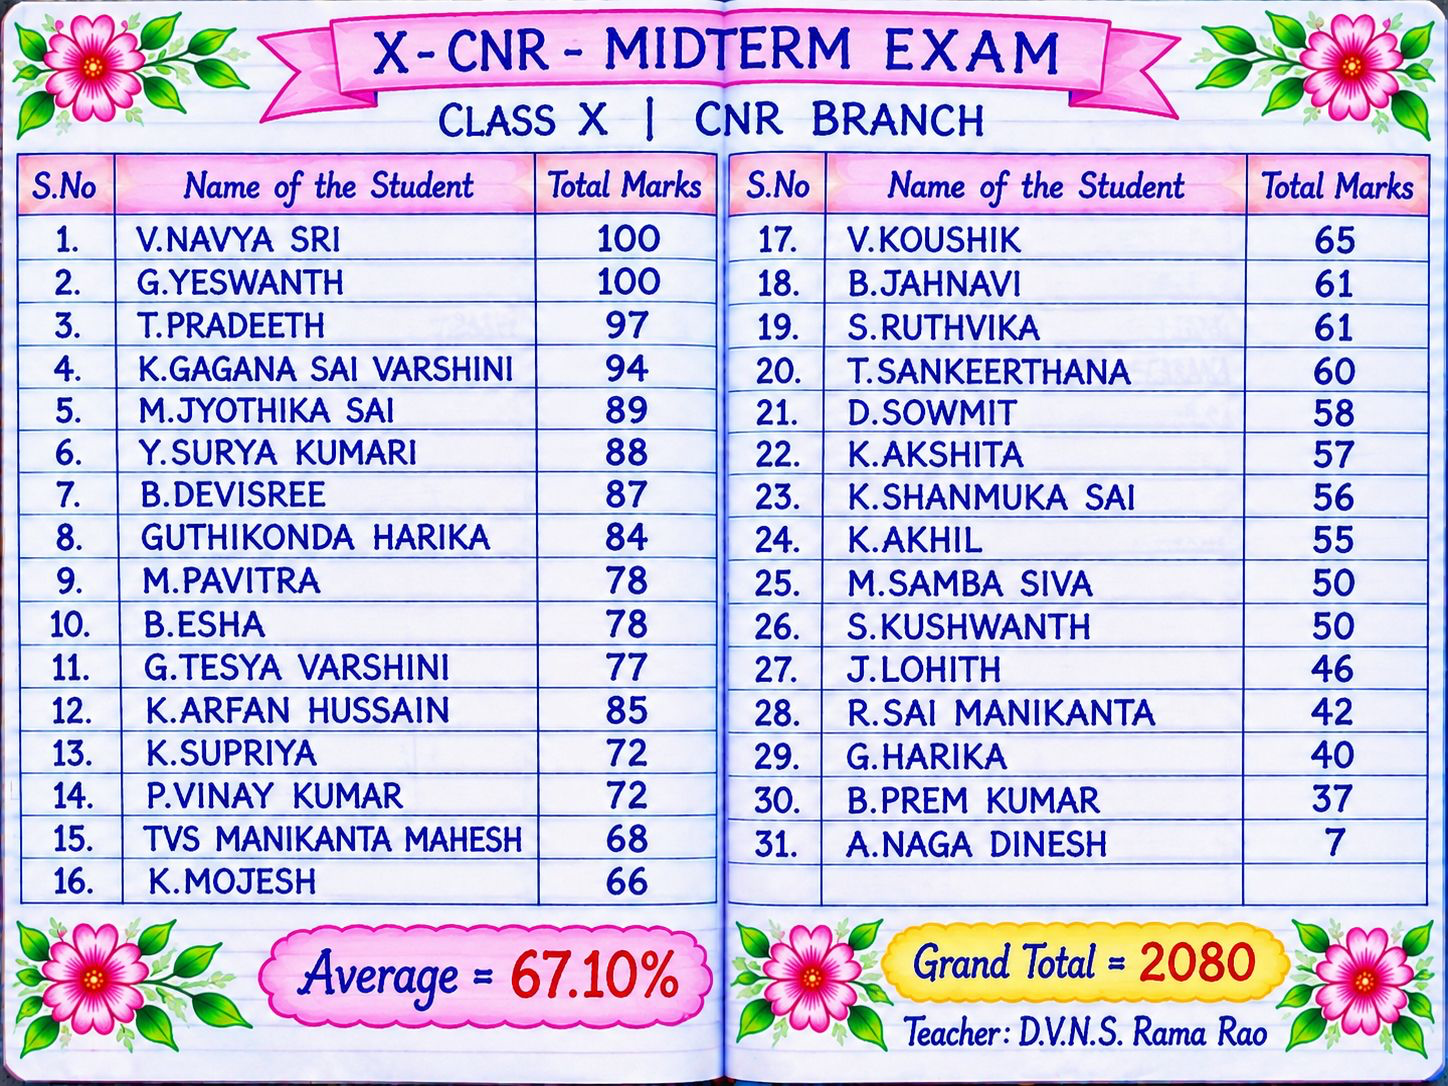 X-CNR - MIDTERM EXAM
CLASS X | CNR BRANCH
S.No Name of the Student Total Marks
1. V.NAVYA SRI 100
2. G.YESWANTH 100
3. T.PRADEETH 97
4. K.GAGANA SAI VARSHINI 94
5. M.JYOTHIKA SAI 89
6. Y.SURYA KUMARI 88
7. B.DEVISREE 87
8. GUTHIKONDA HARIKA 84
9. M.PAVITRA 78
10. B.ESHA 78
11. G.TESYA VARSHINI 77
12. K.ARFAN HUSSAIN 85
13. K.SUPRIYA 72
14. P.VINAY KUMAR 72
15. TVS MANIKANTA MAHESH 68
16. K.MOJESH 66
Average = 67.10%
S.No Name of the Student Total Marks
17. V.KOUSHIK 65
18. B.JAHNAVI 61
19. S.RUTHVIKA 61
20. T.SANKEERTHANA 60
21. D.SOWMIT 58
22. K.AKSHITA 57
23. K.SHANMUKA SAI 56
24. K.AKHIL 55
25. M.SAMBA SIVA 50
26. S.KUSHWANTH 50
27. J.LOHITH 46
28. R.SAI MANIKANTA 42
29. G.HARIKA 40
30. B.PREM KUMAR 37
31. A.NAGA DINESH 7
Grand Total = 2080
Teacher: D.V.N.S. Rama Rao